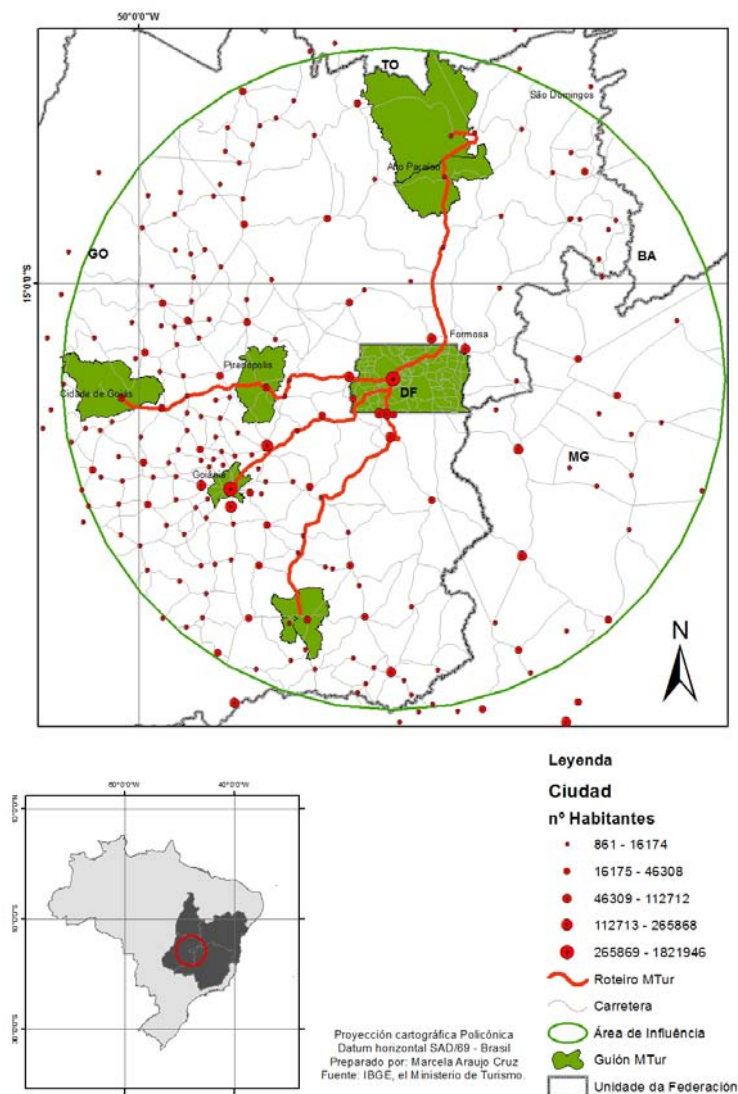 50°0'0"W
TO
São Domingos
Alto Paraíso
GO
BA
15°0'0"S
Formosa
Pirenópolis
Cidade de Goiás
DF
MG
Goiânia
N
60°0'0"W
40°0'0"W
Leyenda
Ciudad
nº Habitantes
861 - 16174
16175 - 46308
46309 - 112712
112713 - 265868
265869 - 1821946
Roteiro MTur
Carretera
Área de Influência
Guión MTur
Unidade da Federación
Proyección cartográfica Policónica
Datum horizontal SAD/69 - Brasil
Preparado por: Marcela Araujo Cruz
Fuente: IBGE, el Ministerio de Turismo.